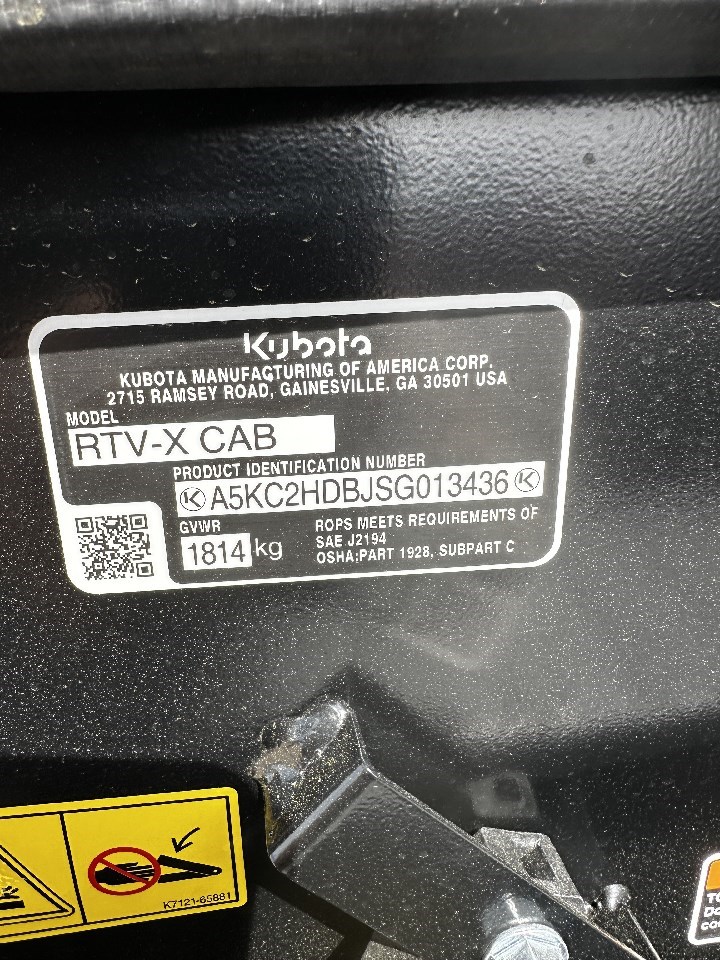 Kubota
KUBOTA MANUFACTURING OF AMERICA CORP.
2715 RAMSEY ROAD, GAINESVILLE, GA 30501 USA
MODEL
RTV-X CAB
PRODUCT IDENTIFICATION NUMBER
A5KC2HDBJSG013436
GVWR
1814 kg
ROPS MEETS REQUIREMENTS OF
SAE J2194
OSHA:PART 1928, SUBPART C
K7121-65881